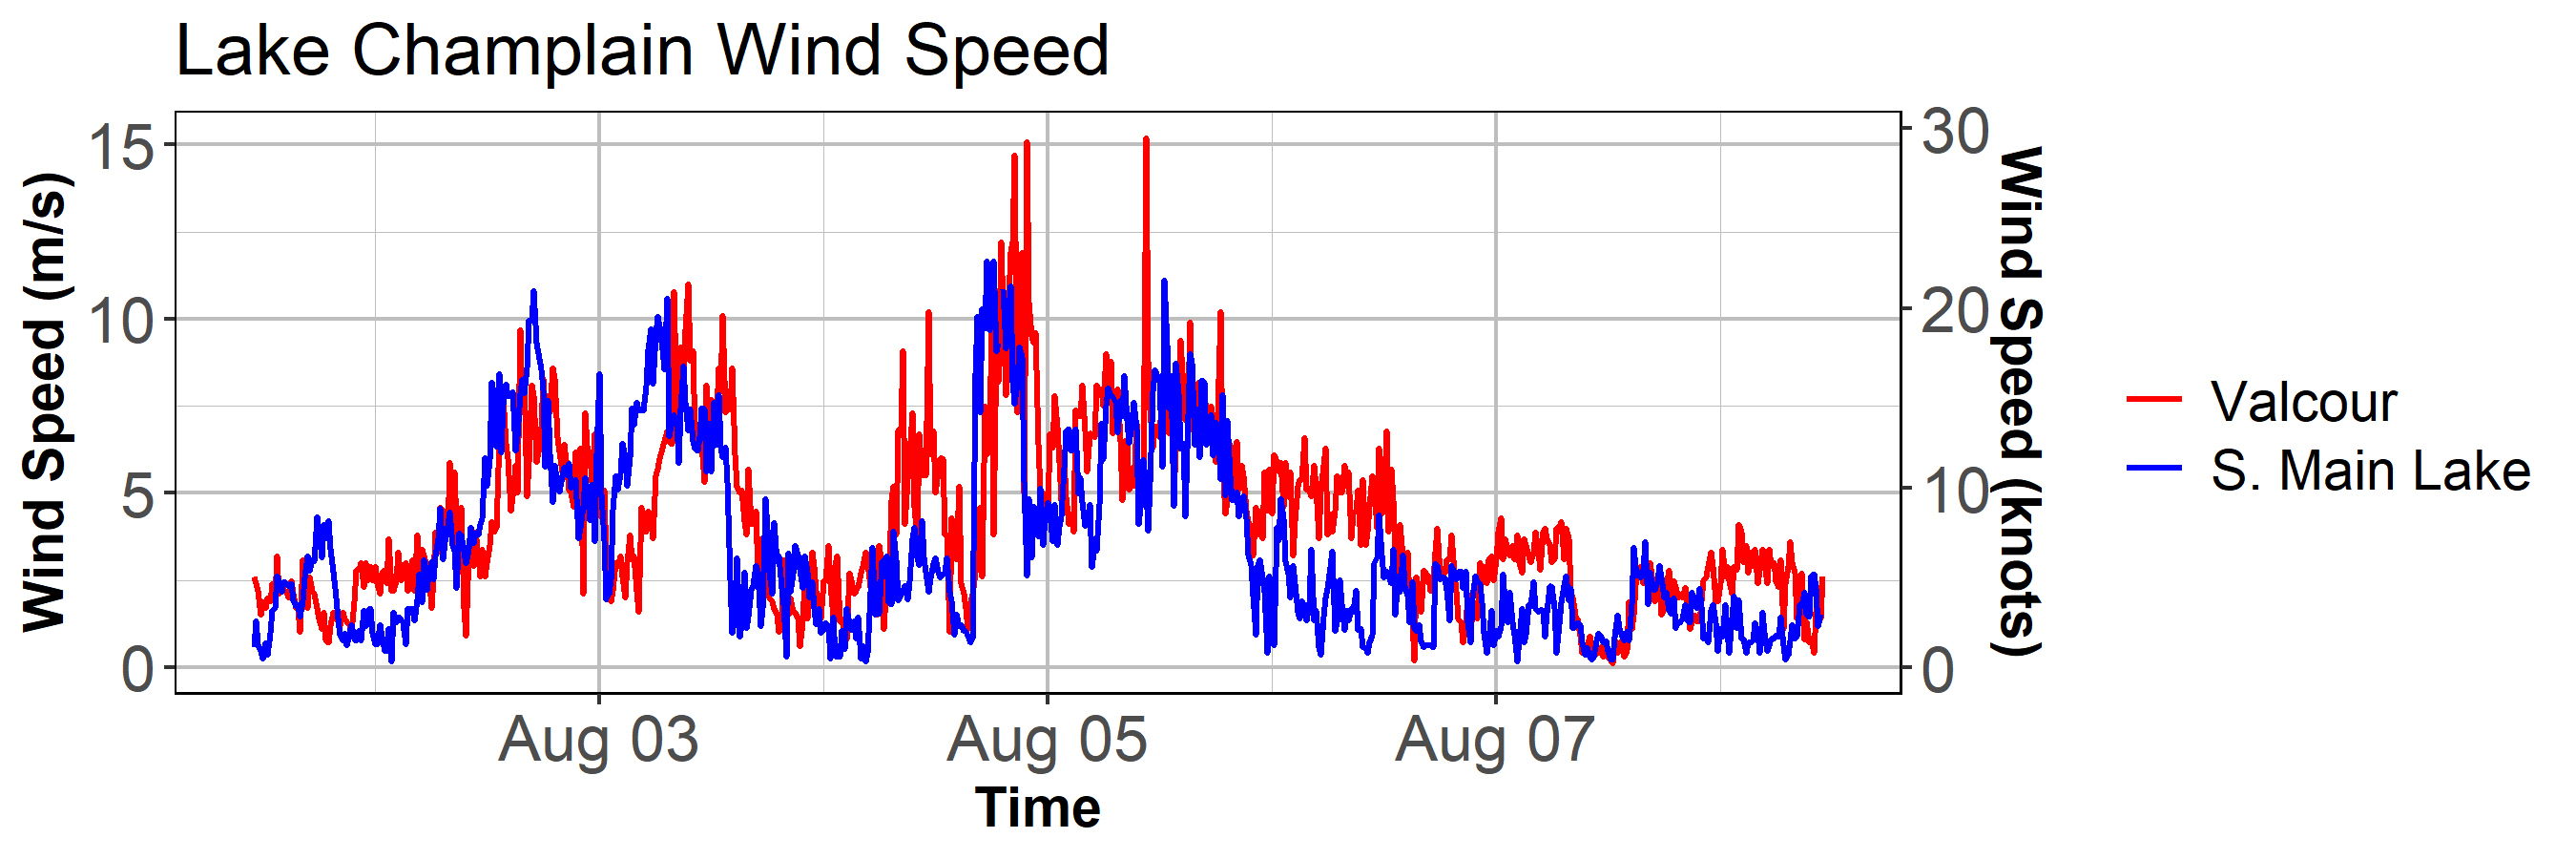 Lake Champlain Wind Speed
Wind Speed (m/s)
15
10
5
0
30
20
10
0
Wind Speed (knots)
Aug 03
Aug 05
Aug 07
Time
Valcour
S. Main Lake